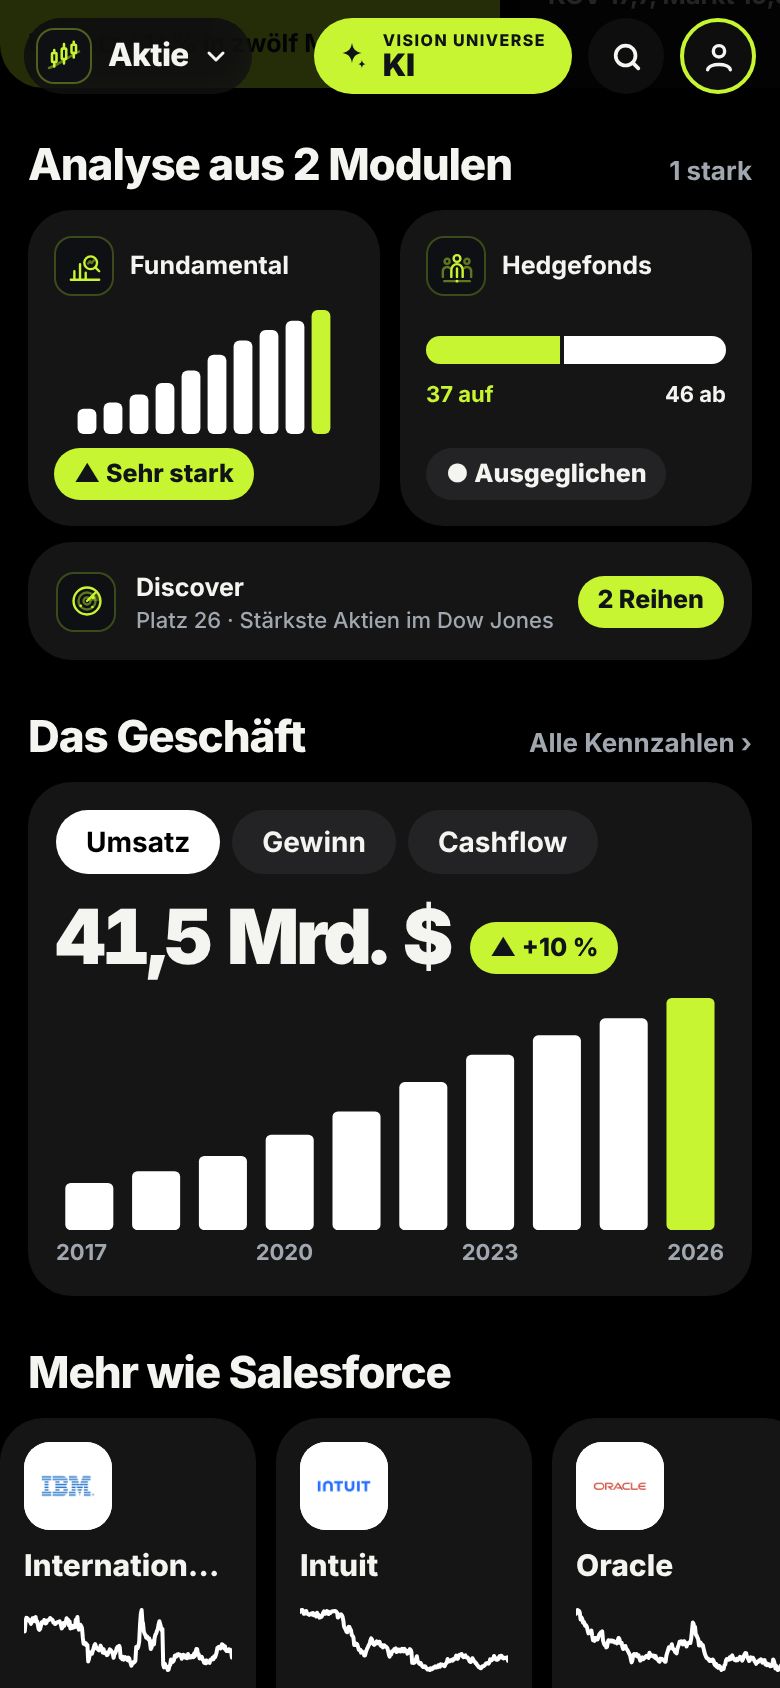 Aktie
VISION UNIVERSE
KI
Analyse aus 2 Modulen
1 stark
Fundamental
Sehr stark
Hedgefonds
37 auf
46 ab
Ausgeglichen
Discover
Platz 26 · Stärkste Aktien im Dow Jones
2 Reihen
Das Geschäft
Alle Kennzahlen ›
Umsatz
Gewinn
Cashflow
41,5 Mrd. $
▲ +10 %
2017
2020
2023
2026
Mehr wie Salesforce
IBM
Internation...
INTUIT
Intuit
ORACLE
Oracle